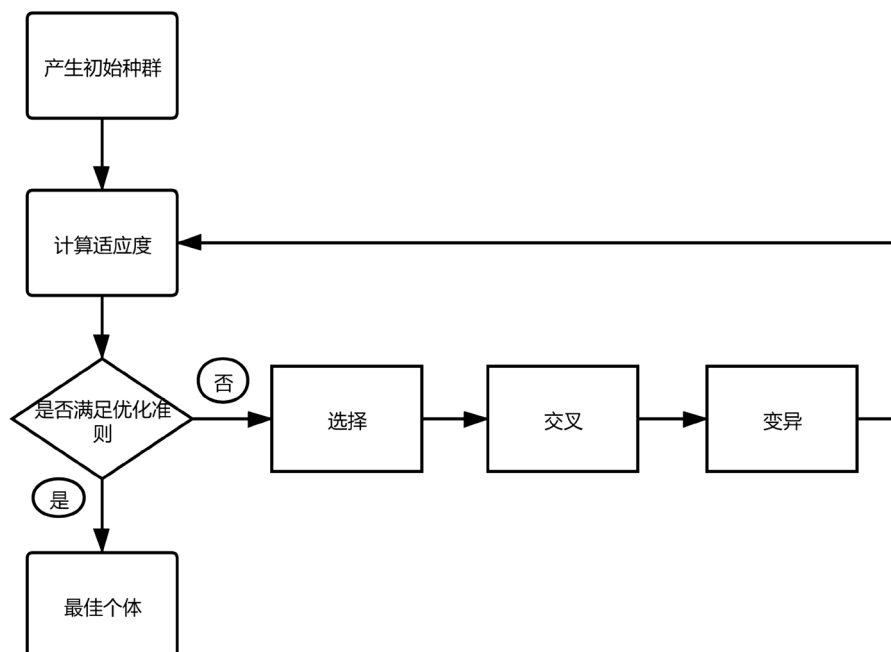 产生初始种群
计算适应度
是否满足优化准
则
否
选择
交叉
变异
是
最佳个体